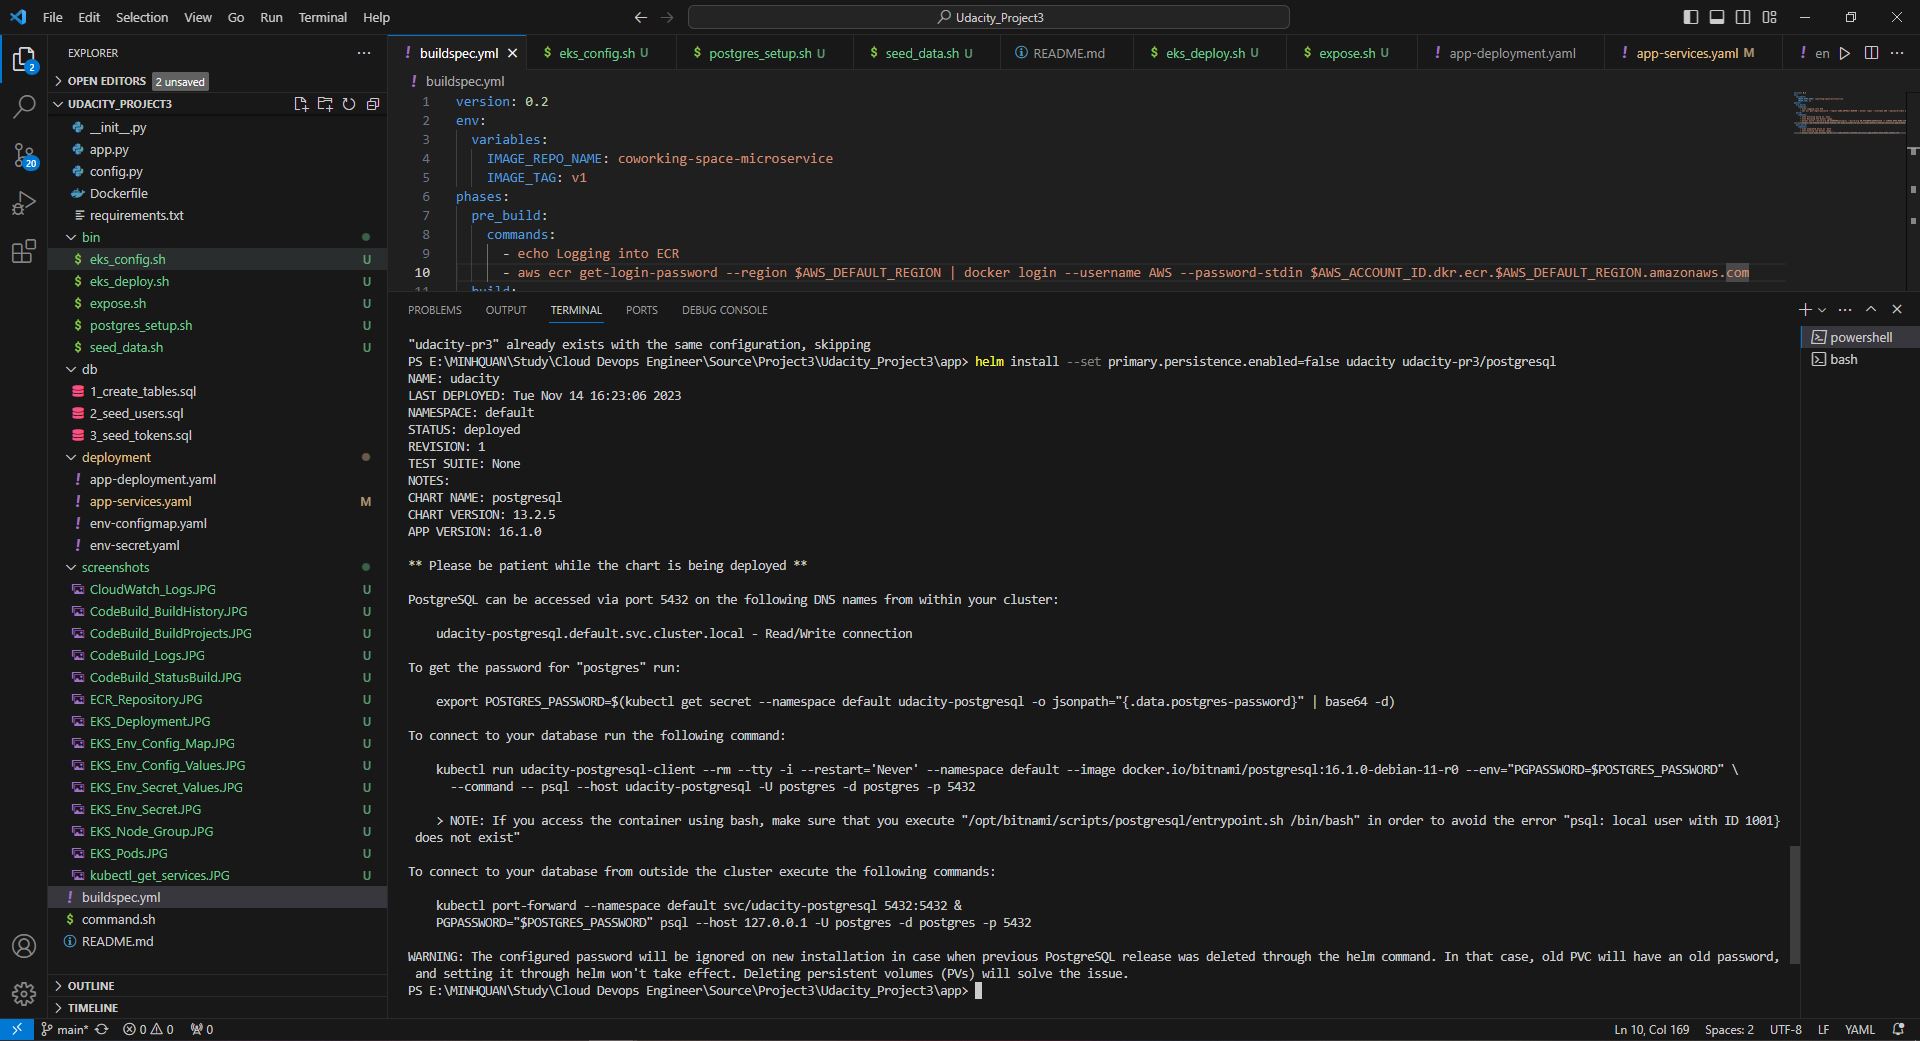 File Edit Selection View Go Run Terminal Help
Udacity_Project3
EXPLORER
OPEN EDITORS 2 unsaved
UDACITY_PROJECT3
__init__.py
app.py
config.py
Dockerfile
requirements.txt
bin
eks_config.sh U
eks_deploy.sh U
expose.sh U
postgres_setup.sh U
seed_data.sh U
db
1_create_tables.sql
2_seed_users.sql
3_seed_tokens.sql
deployment
app-deployment.yaml
app-services.yaml M
env-configmap.yaml
env-secret.yaml
screenshots
CloudWatch_Logs.JPG U
CodeBuild_BuildHistory.JPG U
CodeBuild_BuildProjects.JPG U
CodeBuild_Logs.JPG U
CodeBuild_StatusBuild.JPG U
ECR_Repository.JPG U
EKS_Deployment.JPG U
EKS_Env_Config_Map.JPG U
EKS_Env_Config_Values.JPG U
EKS_Env_Secret_Values.JPG U
EKS_Env_Secret.JPG U
EKS_Node_Group.JPG U
EKS_Pods.JPG U
kubectl_get_services.JPG U
buildspec.yml
command.sh
README.md
OUTLINE
TIMELINE
2
20
! buildspec.yml $ eks_config.sh U $ postgres_setup.sh U $ seed_data.sh U README.md $ eks_deploy.sh U $ expose.sh U ! app-deployment.yaml ! app-services.yaml M ! en
! buildspec.yml
1 version: 0.2
2 env:
3 variables:
4 IMAGE_REPO_NAME: coworking-space-microservice
5 IMAGE_TAG: v1
6 phases:
7 pre_build:
8 commands:
9 - echo Logging into ECR
10 - aws ecr get-login-password --region $AWS_DEFAULT_REGION | docker login --username AWS --password-stdin $AWS_ACCOUNT_ID.dkr.ecr.$AWS_DEFAULT_REGION.amazonaws.com
11 build:
PROBLEMS OUTPUT TERMINAL PORTS DEBUG CONSOLE
powershell
bash
"udacity-pr3" already exists with the same configuration, skipping
PS E:\MINHQUAN\Study\Cloud Devops Engineer\Source\Project3\Udacity_Project3\app> helm install --set primary.persistence.enabled=false udacity udacity-pr3/postgresql
NAME: udacity
LAST DEPLOYED: Tue Nov 14 16:23:06 2023
NAMESPACE: default
STATUS: deployed
REVISION: 1
TEST SUITE: None
NOTES:
CHART NAME: postgresql
CHART VERSION: 13.2.5
APP VERSION: 16.1.0
** Please be patient while the chart is being deployed **
PostgreSQL can be accessed via port 5432 on the following DNS names from within your cluster:
udacity-postgresql.default.svc.cluster.local - Read/Write connection
To get the password for "postgres" run:
export POSTGRES_PASSWORD=$(kubectl get secret --namespace default udacity-postgresql -o jsonpath="{.data.postgres-password}" | base64 -d)
To connect to your database run the following command:
kubectl run udacity-postgresql-client --rm --tty -i --restart='Never' --namespace default --image docker.io/bitnami/postgresql:16.1.0-debian-11-r0 --env="PGPASSWORD=$POSTGRES_PASSWORD" \
--command -- psql --host udacity-postgresql -U postgres -d postgres -p 5432
> NOTE: If you access the container using bash, make sure that you execute "/opt/bitnami/scripts/postgresql/entrypoint.sh /bin/bash" in order to avoid the error "psql: local user with ID 1001}
does not exist"
To connect to your database from outside the cluster execute the following commands:
kubectl port-forward --namespace default svc/udacity-postgresql 5432:5432 &
PGPASSWORD="$POSTGRES_PASSWORD" psql --host 127.0.0.1 -U postgres -d postgres -p 5432
WARNING: The configured password will be ignored on new installation in case when previous PostgreSQL release was deleted through the helm command. In that case, old PVC will have an old password,
and setting it through helm won't take effect. Deleting persistent volumes (PVs) will solve the issue.
PS E:\MINHQUAN\Study\Cloud Devops Engineer\Source\Project3\Udacity_Project3\app>
main* 0 0 0 Ln 10, Col 169 Spaces: 2 UTF-8 LF YAML